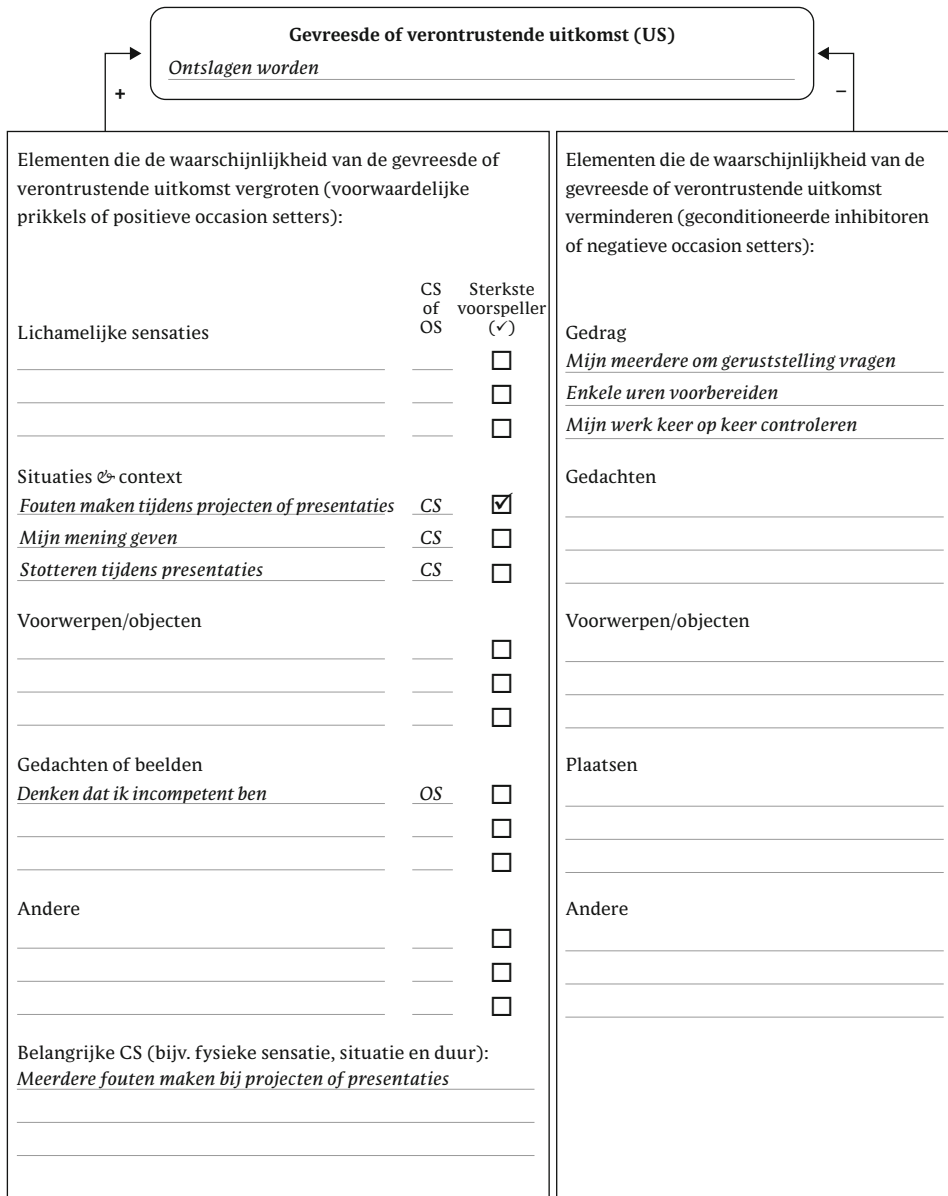 Gevreesde of verontrustende uitkomst (US)
Ontslagen worden
+
–
Elementen die de waarschijnlijkheid van de gevreesde of
verontrustende uitkomst vergroten (voorwaardelijke
prikkels of positieve occasion setters):
CS
of
OS
Sterkste
voorspeller
(✓)
Lichamelijke sensaties
Situaties & context
Fouten maken tijdens projecten of presentaties CS ☑
Mijn mening geven CS ☐
Stotteren tijdens presentaties CS ☐
Voorwerpen/objecten
Gedachten of beelden
Denken dat ik incompetent ben OS ☐
Andere
Belangrijke CS (bijv. fysieke sensatie, situatie en duur):
Meerdere fouten maken bij projecten of presentaties
Elementen die de waarschijnlijkheid van de
gevreesde of verontrustende uitkomst
verminderen (geconditioneerde inhibitoren
of negatieve occasion setters):
Gedrag
Mijn meerdere om geruststelling vragen
Enkele uren voorbereiden
Mijn werk keer op keer controleren
Gedachten
Voorwerpen/objecten
Plaatsen
Andere